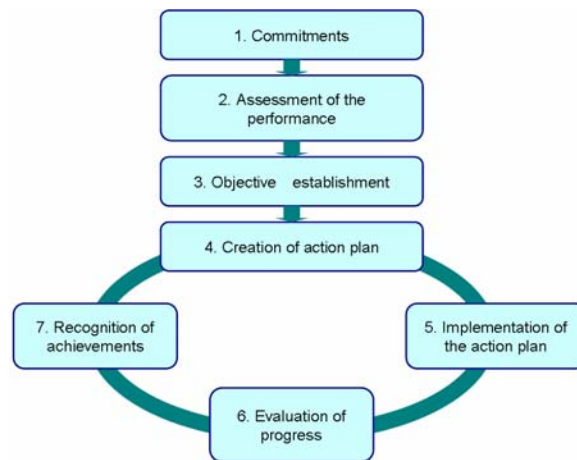 1. Commitments
2. Assessment of the
performance
3. Objective establishment
4. Creation of action plan
7. Recognition of
achievements
5. Implementation of
the action plan
6. Evaluation of
progress